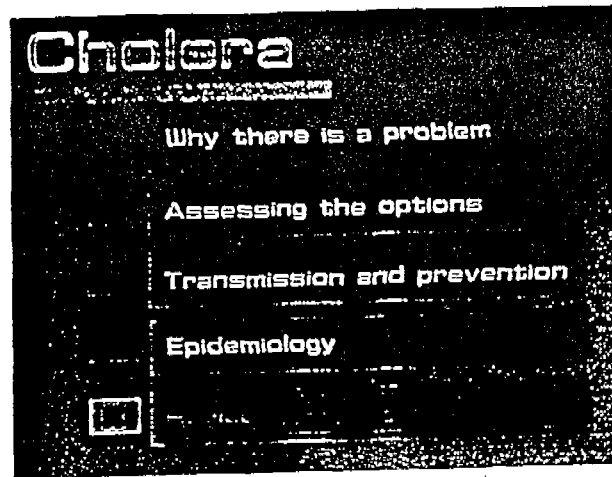 Cholera
Why there is a problem
Assessing the options
Transmission and prevention
Epidemiology